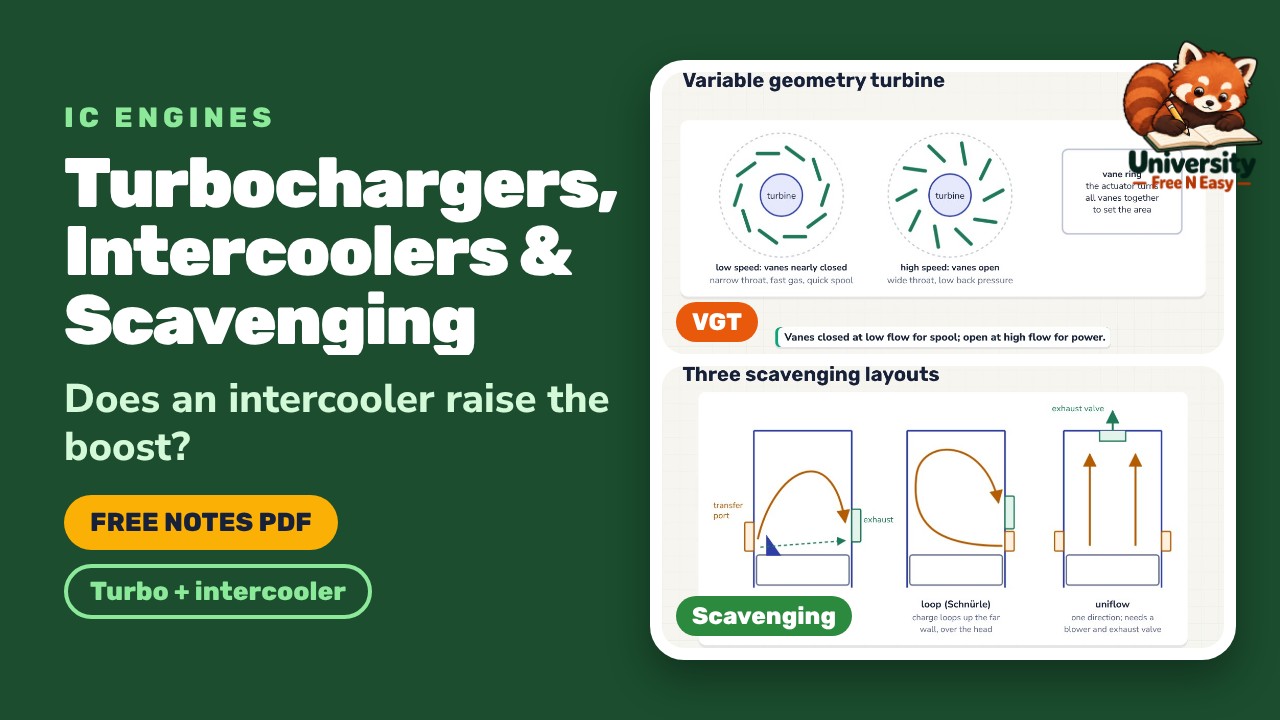 IC ENGINES
Turbochargers,
Intercoolers &
Scavenging
Does an intercooler raise the
boost?
FREE NOTES PDF
Turbo + intercooler
Variable geometry turbine
turbine
low speed: vanes nearly closed
narrow throat, fast gas, quick spool
turbine
high speed: vanes open
wide throat, low back pressure
vane ring
the actuator turns
all vanes together
to set the area
University
Free N Easy
VGT
Vanes closed at low flow for spool; open at high flow for power.
Three scavenging layouts
transfer
port
exhaust
exhaust valve
loop (Schnürle)
charge loops up the far
wall, over the head
uniflow
one direction; needs a
blower and exhaust valve
Scavenging